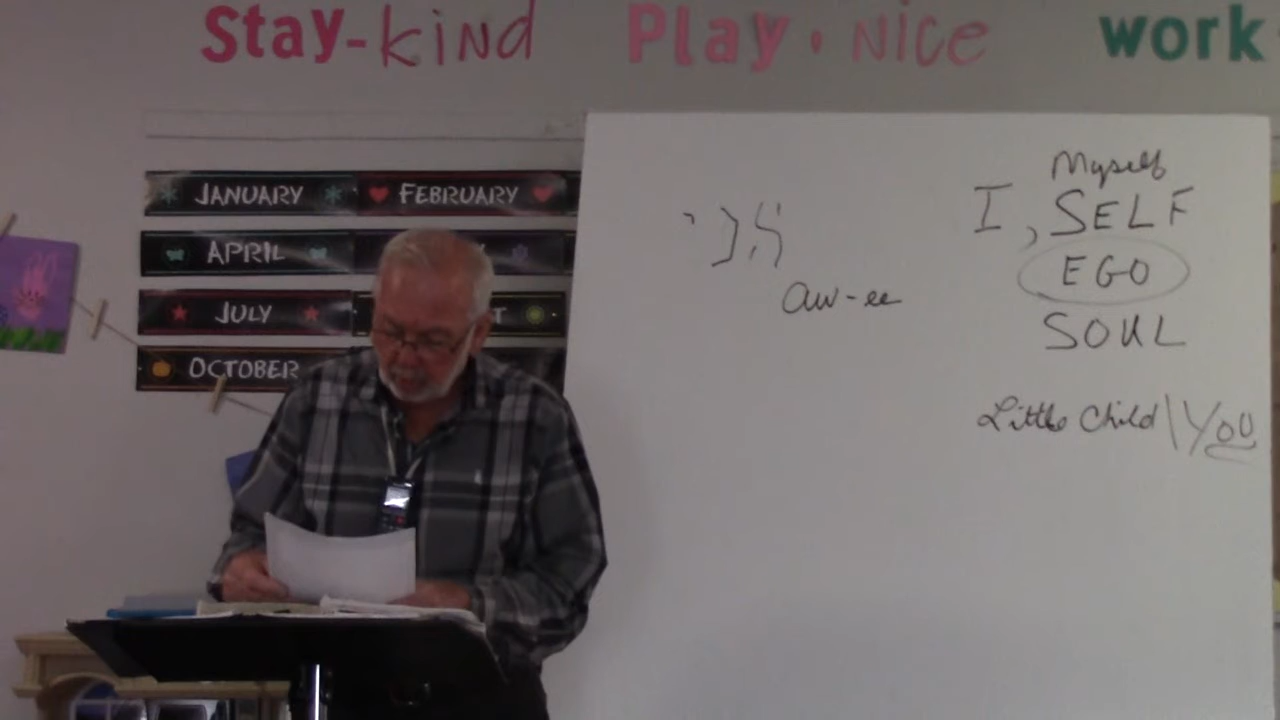 Stay-kind Play·Nice work
JANUARY FEBRUARY
APRIL
JULY
OCTOBER
Myself
I, SELF
EGO
SOUL
aw-ee
Little Child \ You